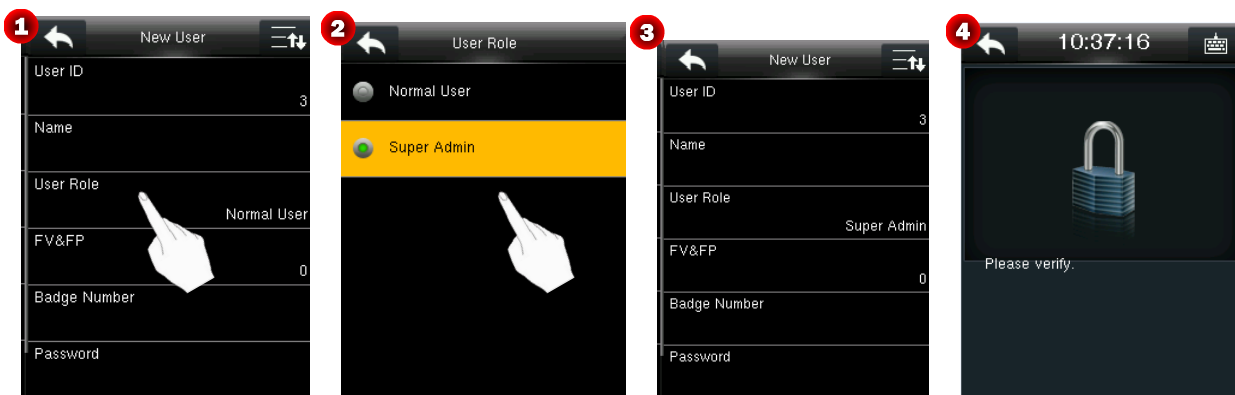 1
New User
User ID
3
Name
User Role
Normal User
FV&FP
0
Badge Number
Password
2
User Role
Normal User
Super Admin
3
New User
User ID
3
Name
User Role
Super Admin
FV&FP
0
Badge Number
Password
4
10:37:16
Please verify.